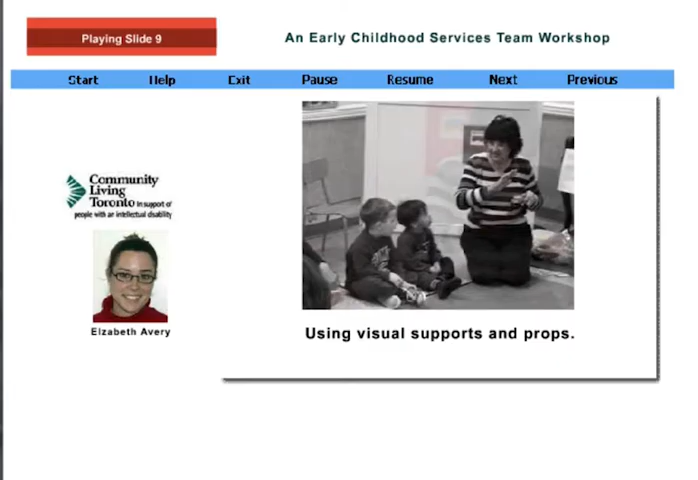 Playing Slide 9
An Early Childhood Services Team Workshop
Start Help Exit Pause Resume Next Previous
Community
Living
Toronto In support of
people with an intellectual disability
Elzabeth Avery
Using visual supports and props.